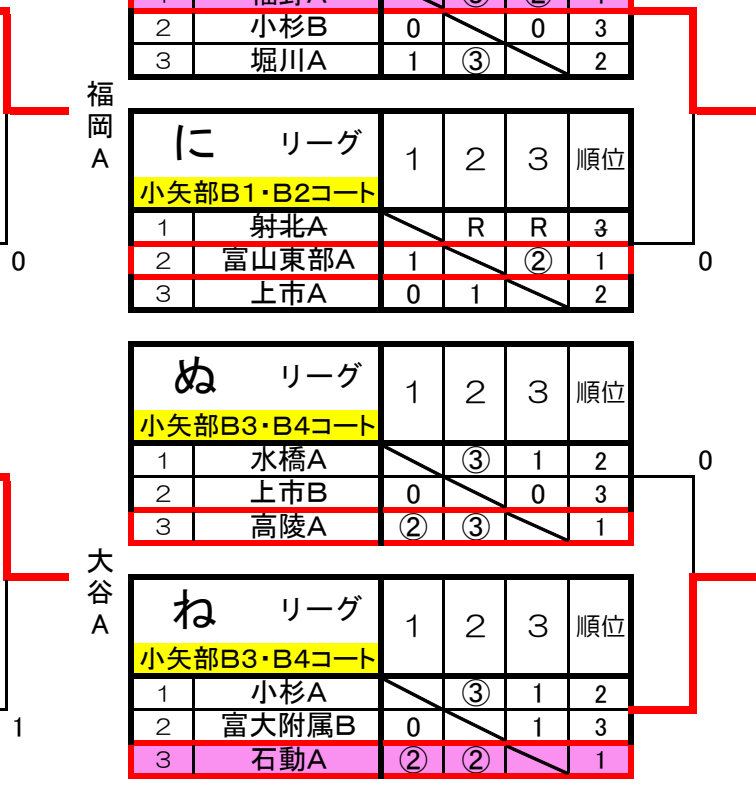 2 小杉B 0 0 3
3 堀川A 1 ③ 2
福岡A
に リーグ 1 2 3 順位
小矢部B1・B2コート
1 射北A R R 3
2 富山東部A 1 ② 1
3 上市A 0 1 2
0 0
ぬ リーグ 1 2 3 順位
小矢部B3・B4コート
1 水橋A ③ 1 2
0
2 上市B 0 0 3
3 高陵A ② ③ 1
大谷A
ね リーグ 1 2 3 順位
小矢部B3・B4コート
1 小杉A ③ 1 2
2 富大附属B 0 1 3
1
3 石動A ② ② 1